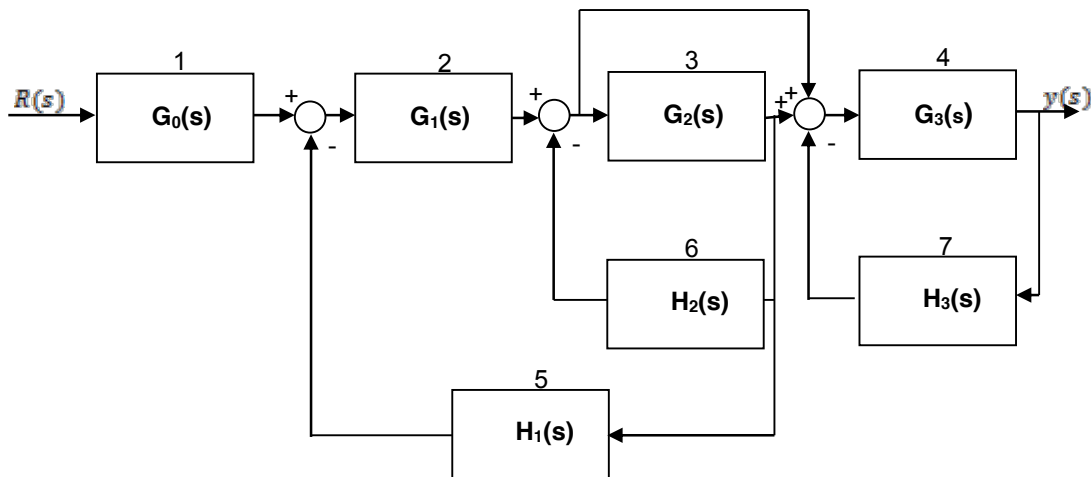 1
2
3
4
R(s)
G₀(s)
+
-
G₁(s)
+
-
G₂(s)
+
+
-
G₃(s)
y(s)
6
H₂(s)
7
H₃(s)
5
H₁(s)